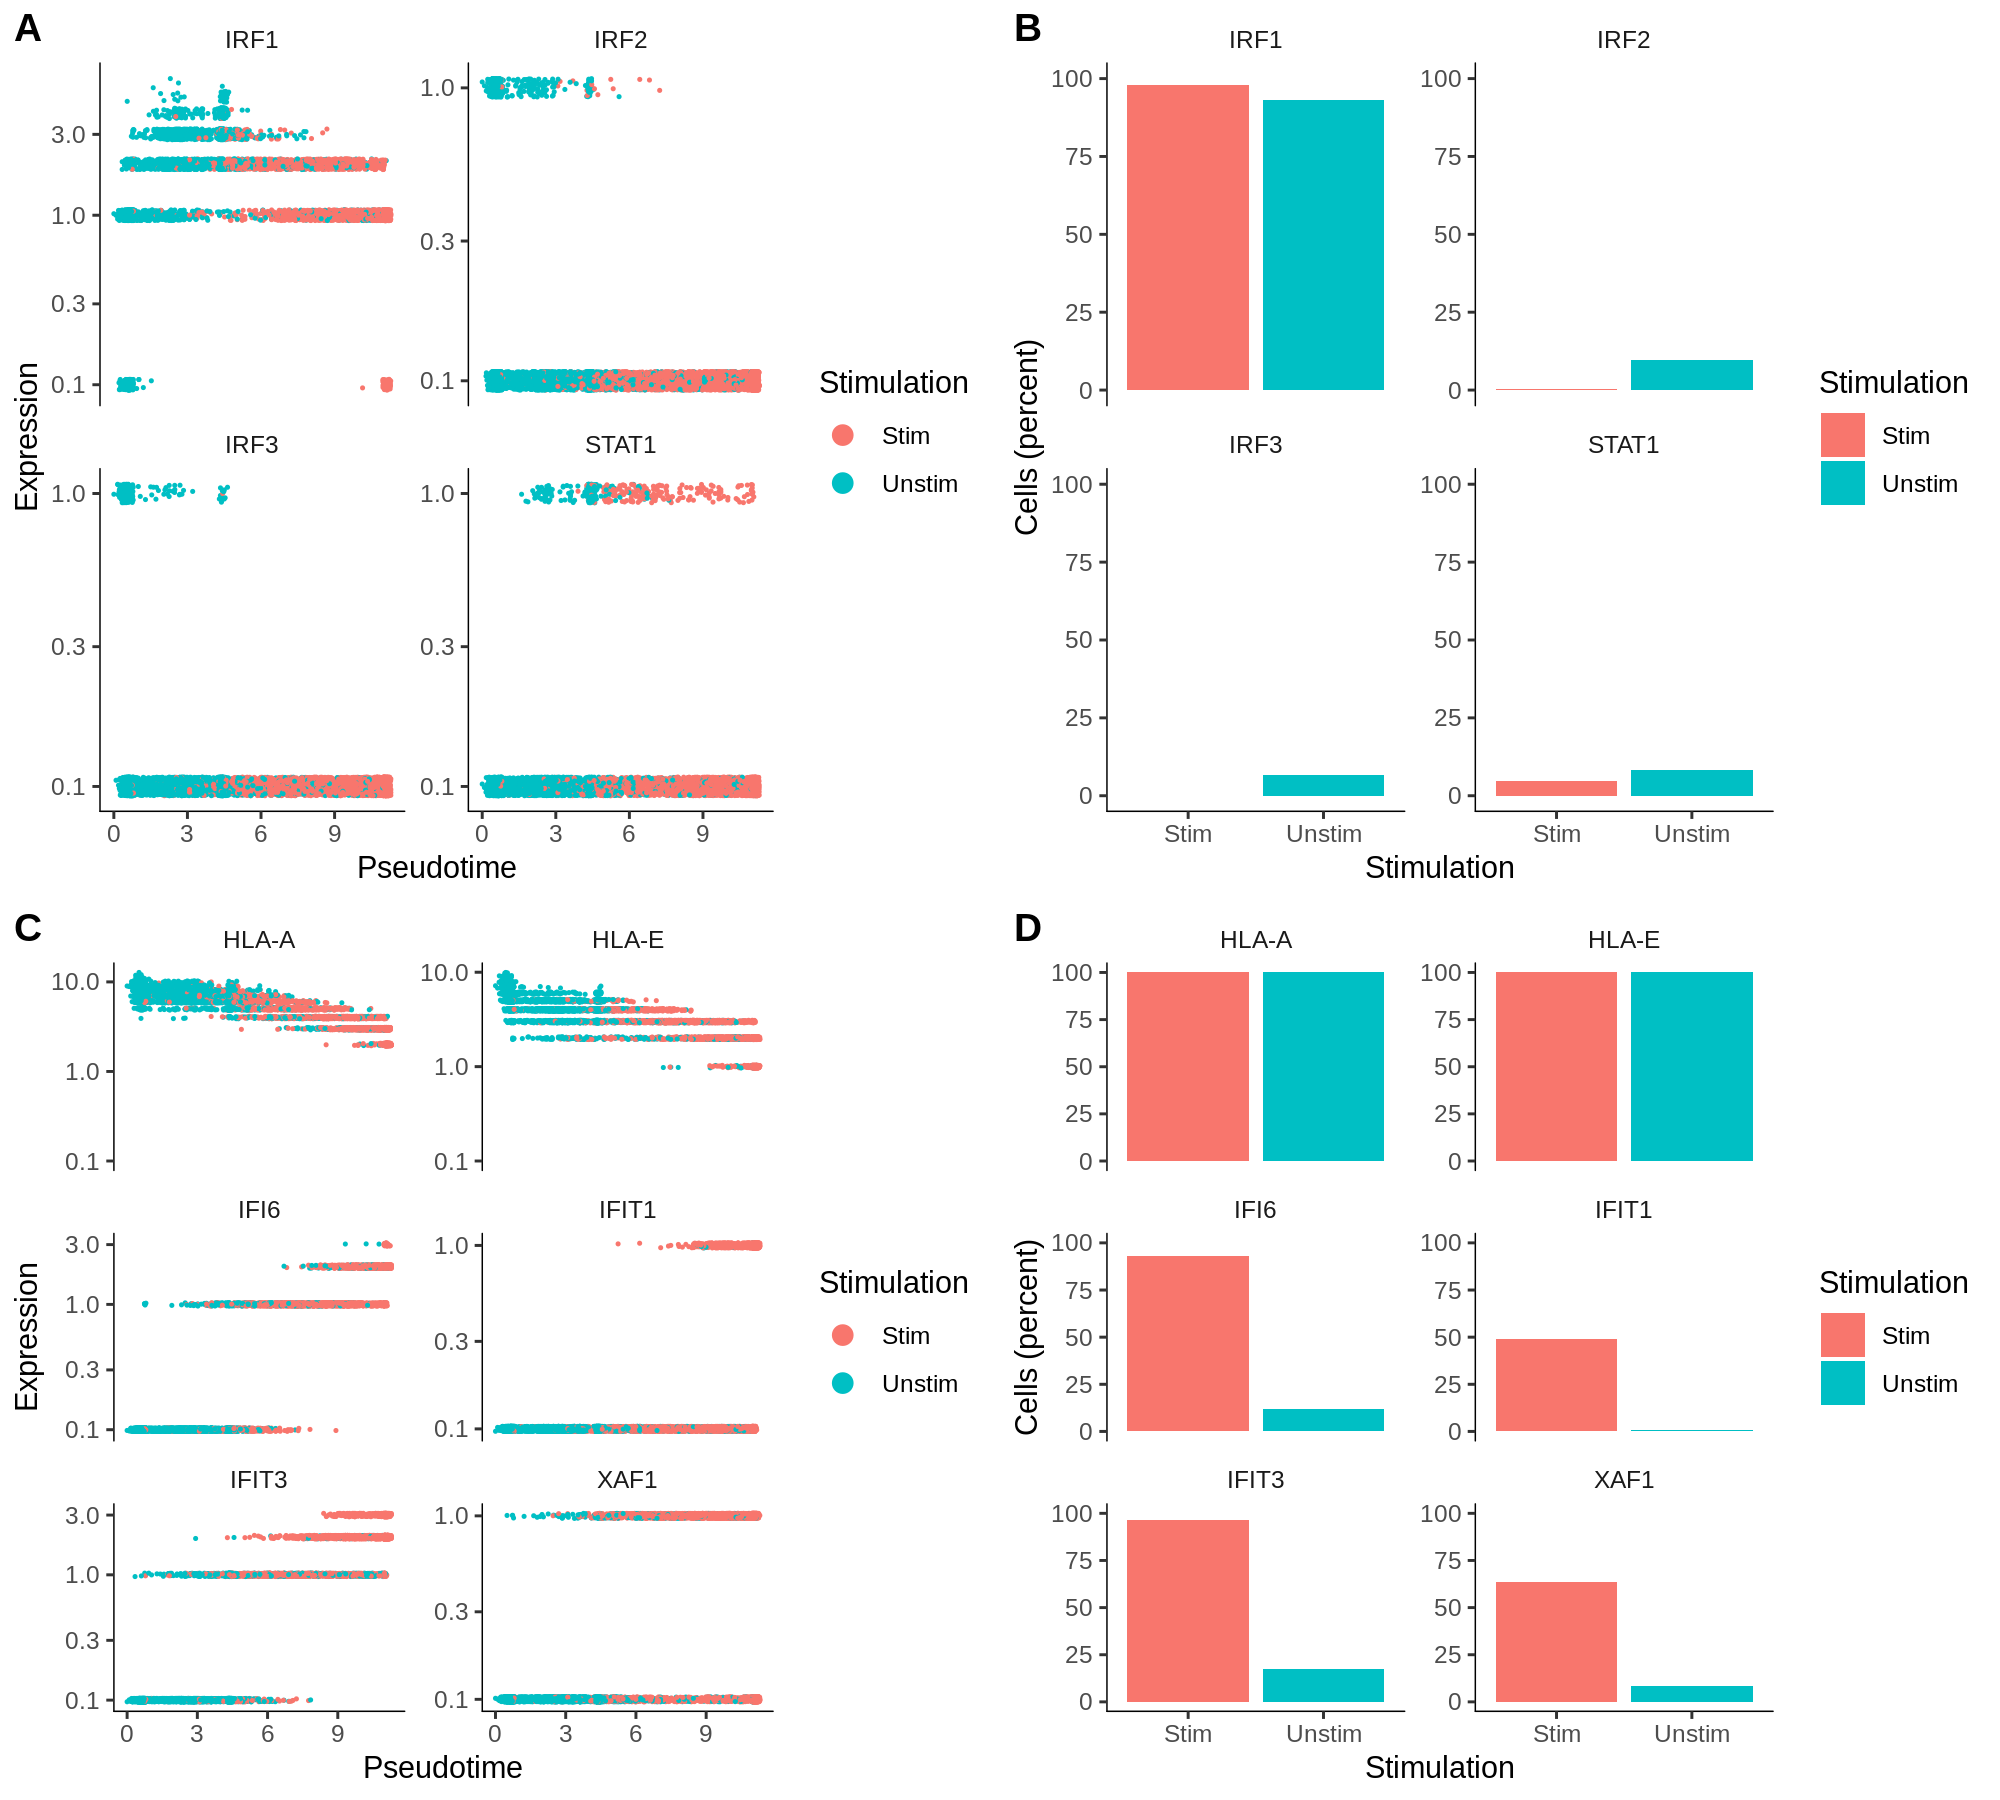 A
IRF1
IRF2
3.0
1.0
0.3
0.1
1.0
0.3
0.1
IRF3
STAT1
1.0
0.3
0.1
1.0
0.3
0.1
0 3 6 9
0 3 6 9
Expression
Pseudotime
Stimulation
Stim
Unstim
B
IRF1
IRF2
100
75
50
25
0
100
75
50
25
0
IRF3
STAT1
100
75
50
25
0
100
75
50
25
0
Stim Unstim
Stim Unstim
Cells (percent)
Stimulation
Stimulation
Stim
Unstim
C
HLA-A
HLA-E
10.0
1.0
0.1
10.0
1.0
0.1
IFI6
IFIT1
3.0
1.0
0.3
0.1
1.0
0.3
0.1
IFIT3
XAF1
3.0
1.0
0.3
0.1
1.0
0.3
0.1
0 3 6 9
0 3 6 9
Expression
Pseudotime
Stimulation
Stim
Unstim
D
HLA-A
HLA-E
100
75
50
25
0
100
75
50
25
0
IFI6
IFIT1
100
75
50
25
0
100
75
50
25
0
IFIT3
XAF1
100
75
50
25
0
100
75
50
25
0
Stim Unstim
Stim Unstim
Cells (percent)
Stimulation
Stimulation
Stim
Unstim